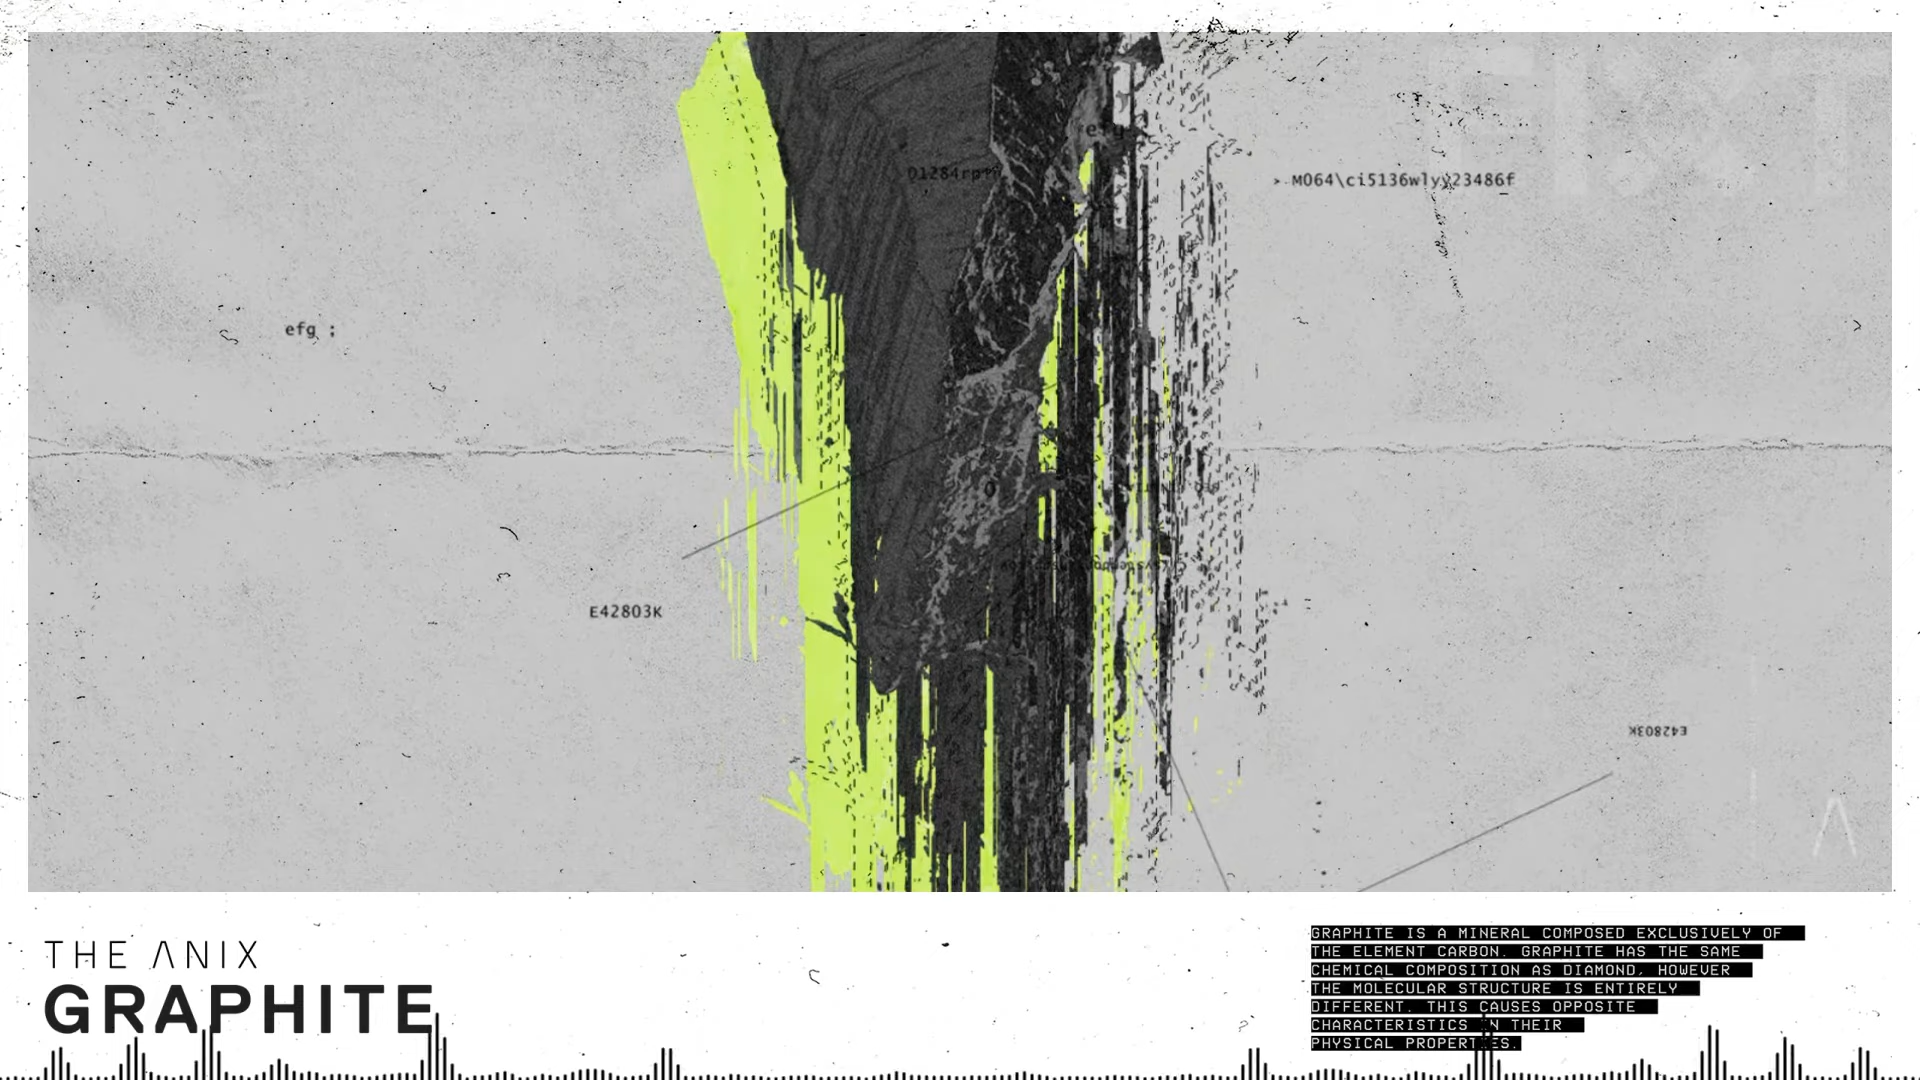 efg
01284rp
> M064\ci5136wlyy23486f
efg :
E42803K
E42803K
THE ANIX
GRAPHITE
GRAPHITE IS A MINERAL COMPOSED EXCLUSIVELY OF
THE ELEMENT CARBON. GRAPHITE HAS THE SAME
CHEMICAL COMPOSITION AS DIAMOND, HOWEVER
THE MOLECULAR STRUCTURE IS ENTIRELY
DIFFERENT. THIS CAUSES OPPOSITE
CHARACTERISTICS IN THEIR
PHYSICAL PROPERTIES.